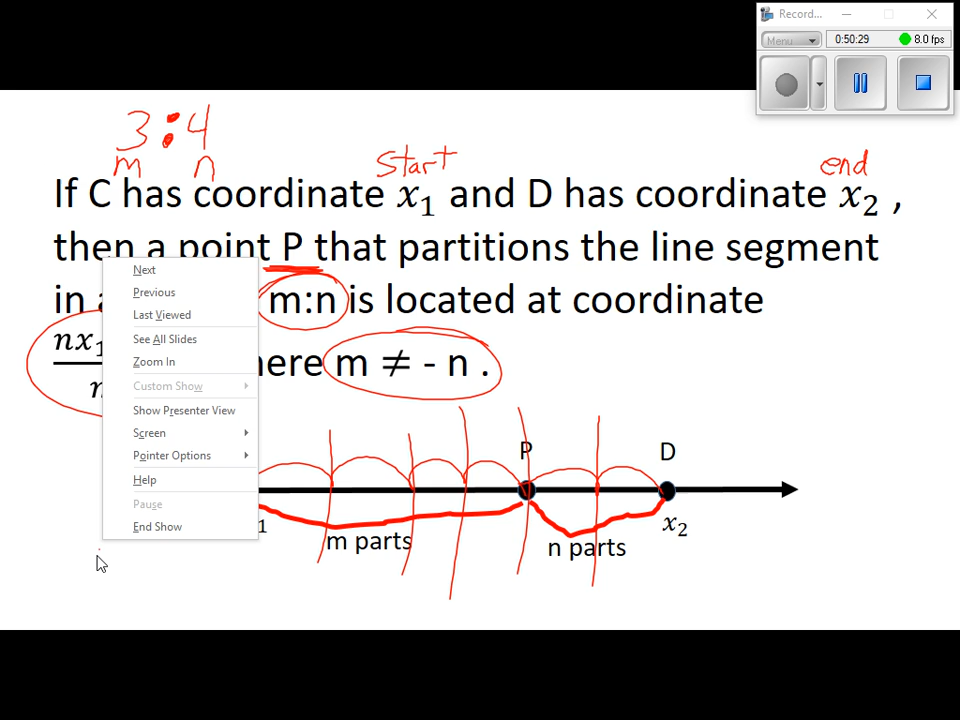 Record...
Menu
0:50:29
8.0 fps
3:4
m n
start
end
If C has coordinate x₁ and D has coordinate x₂ ,
then a point P that partitions the line segment
in a m:n is located at coordinate
nx₁
m ≠ - n .
Next
Previous
Last Viewed
See All Slides
Zoom In
Custom Show
Show Presenter View
Screen
Pointer Options
Help
Pause
End Show
P
D
1
m parts
n parts
x₂